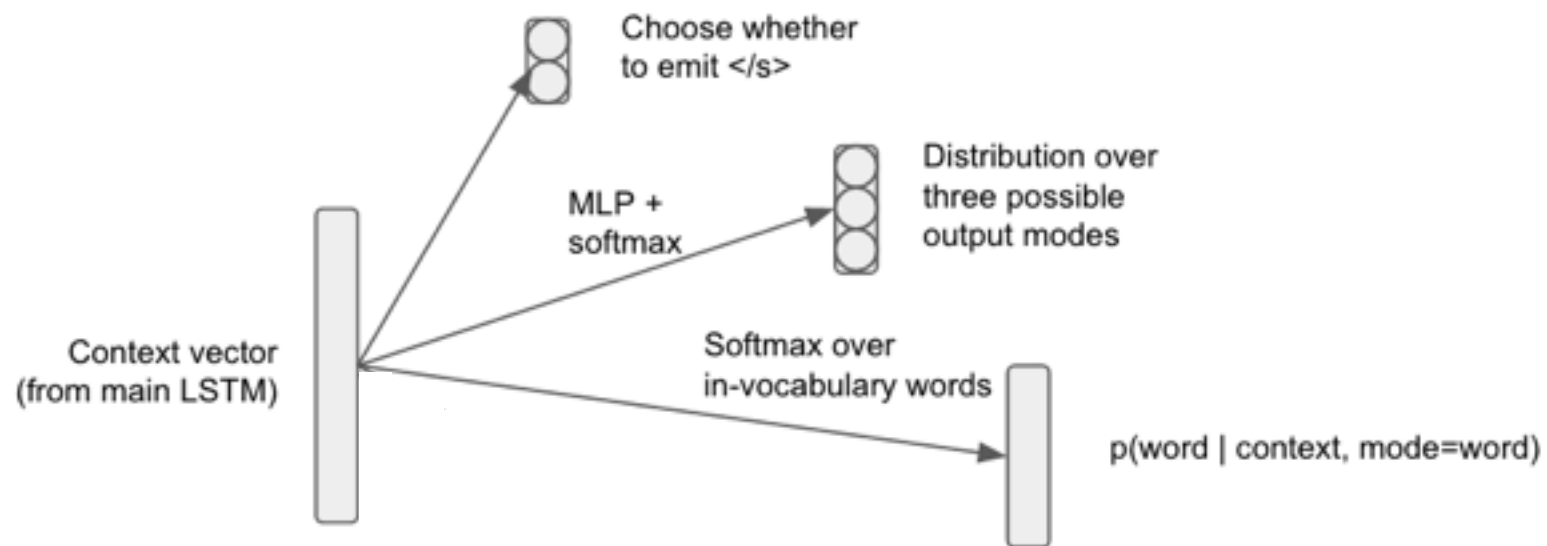 Choose whether
to emit </s>
Distribution over
three possible
output modes
MLP +
softmax
Context vector
(from main LSTM)
Softmax over
in-vocabulary words
p(word | context, mode=word)